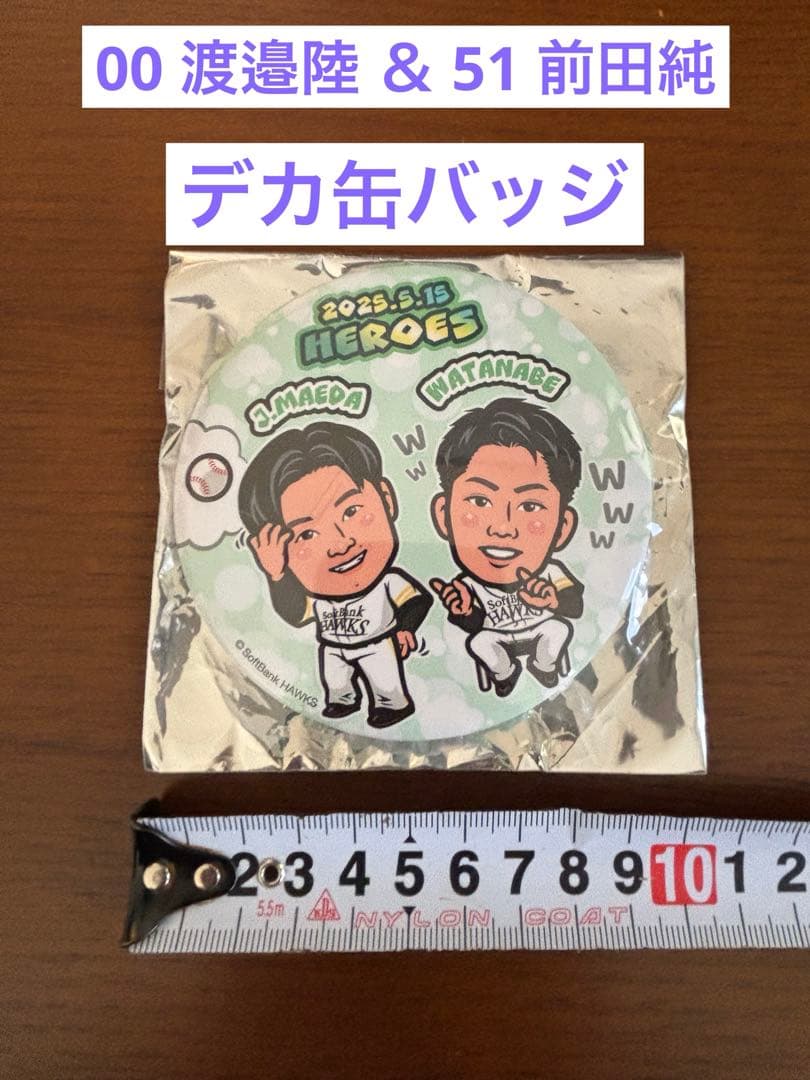 00 渡邉陸 & 51 前田純
デカ缶バッジ
2025.5.15
HEROES
J.MAEDA
WATANABE
W
W
W
W
W
SoftBank
HAWKS
SoftBank
HAWKS
© SoftBank HAWKS
2 3 4 5 6 7 8 9 10 1 2
5.5m
NYLON COAT